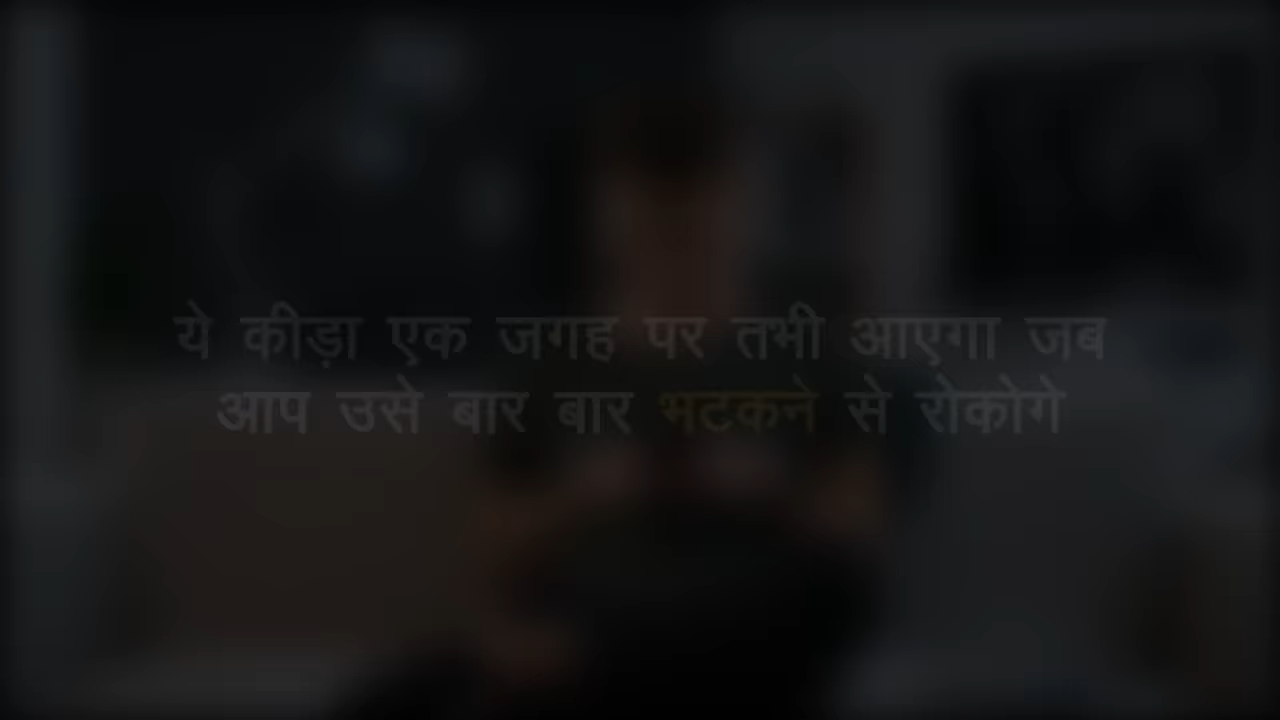 ये कीड़ा एक जगह पर तभी आएगा जब
आप उसे बार बार भटकने से रोकोगे